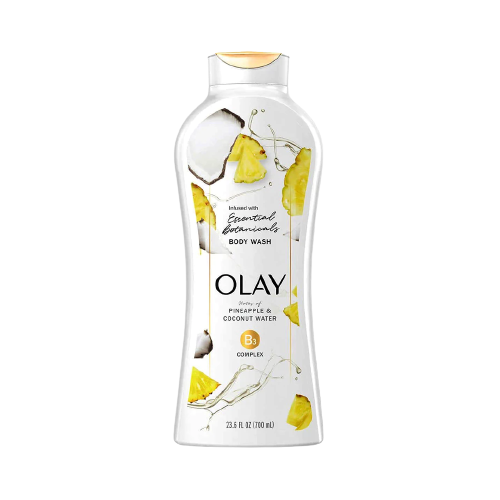 Infused with
Essential
botanicals
BODY WASH
OLAY
Notes of
PINEAPPLE &
COCONUT WATER
B3
COMPLEX
23.6 FL OZ (700 mL)